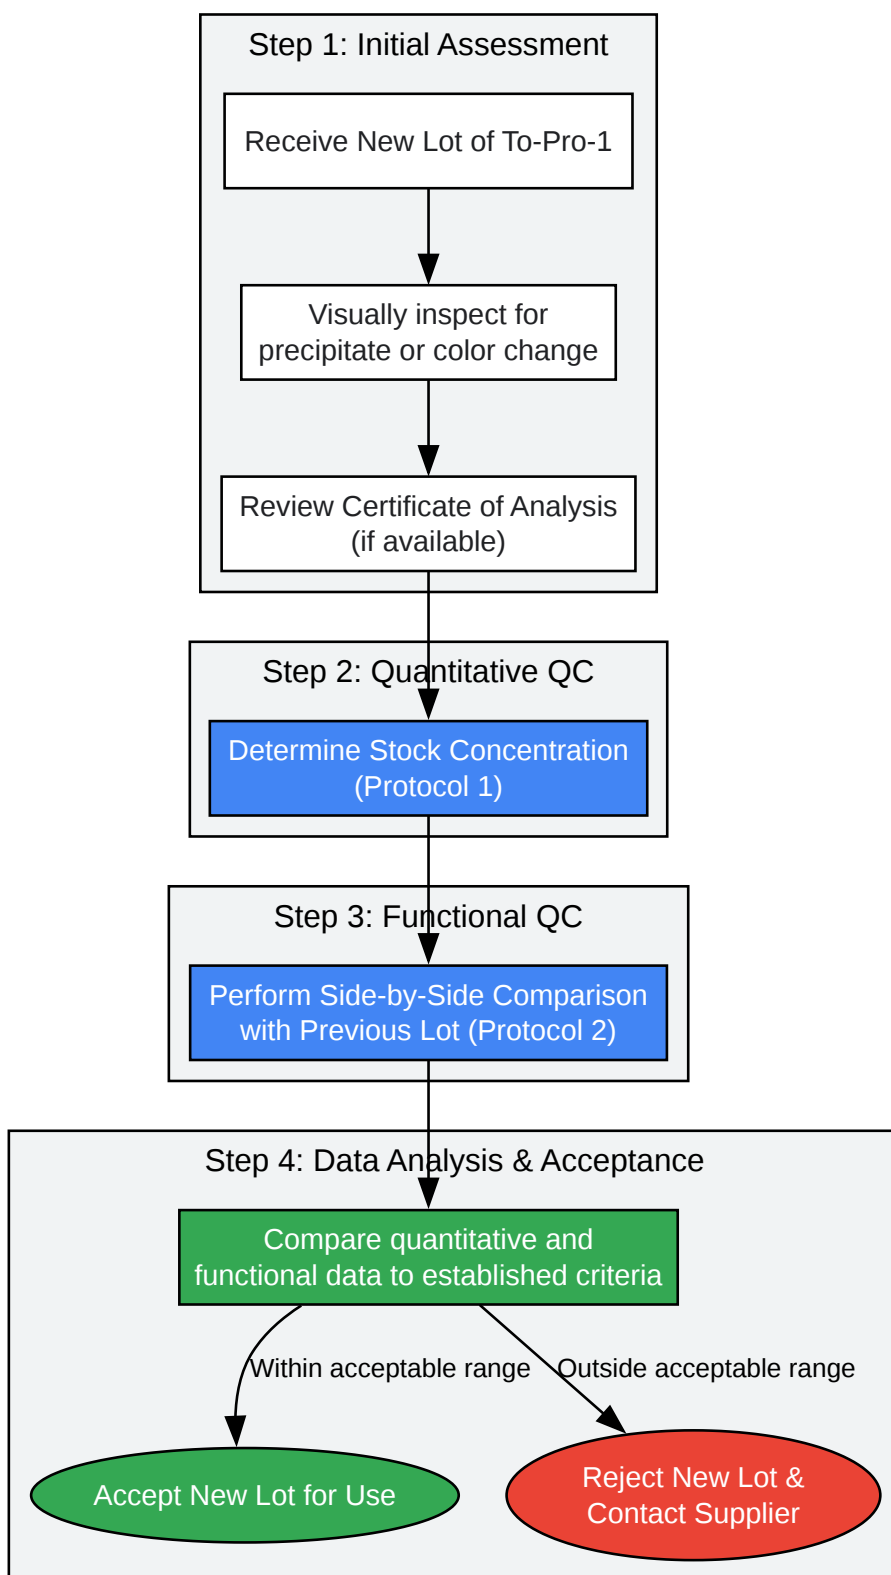 Step 1: Initial Assessment
Receive New Lot of To-Pro-1
Visually inspect for
precipitate or color change
Review Certificate of Analysis
(if available)
Step 2: Quantitative QC
Determine Stock Concentration
(Protocol 1)
Step 3: Functional QC
Perform Side-by-Side Comparison
with Previous Lot (Protocol 2)
Step 4: Data Analysis & Acceptance
Compare quantitative and
functional data to established criteria
Within acceptable range
Outside acceptable range
Accept New Lot for Use
Reject New Lot &
Contact Supplier